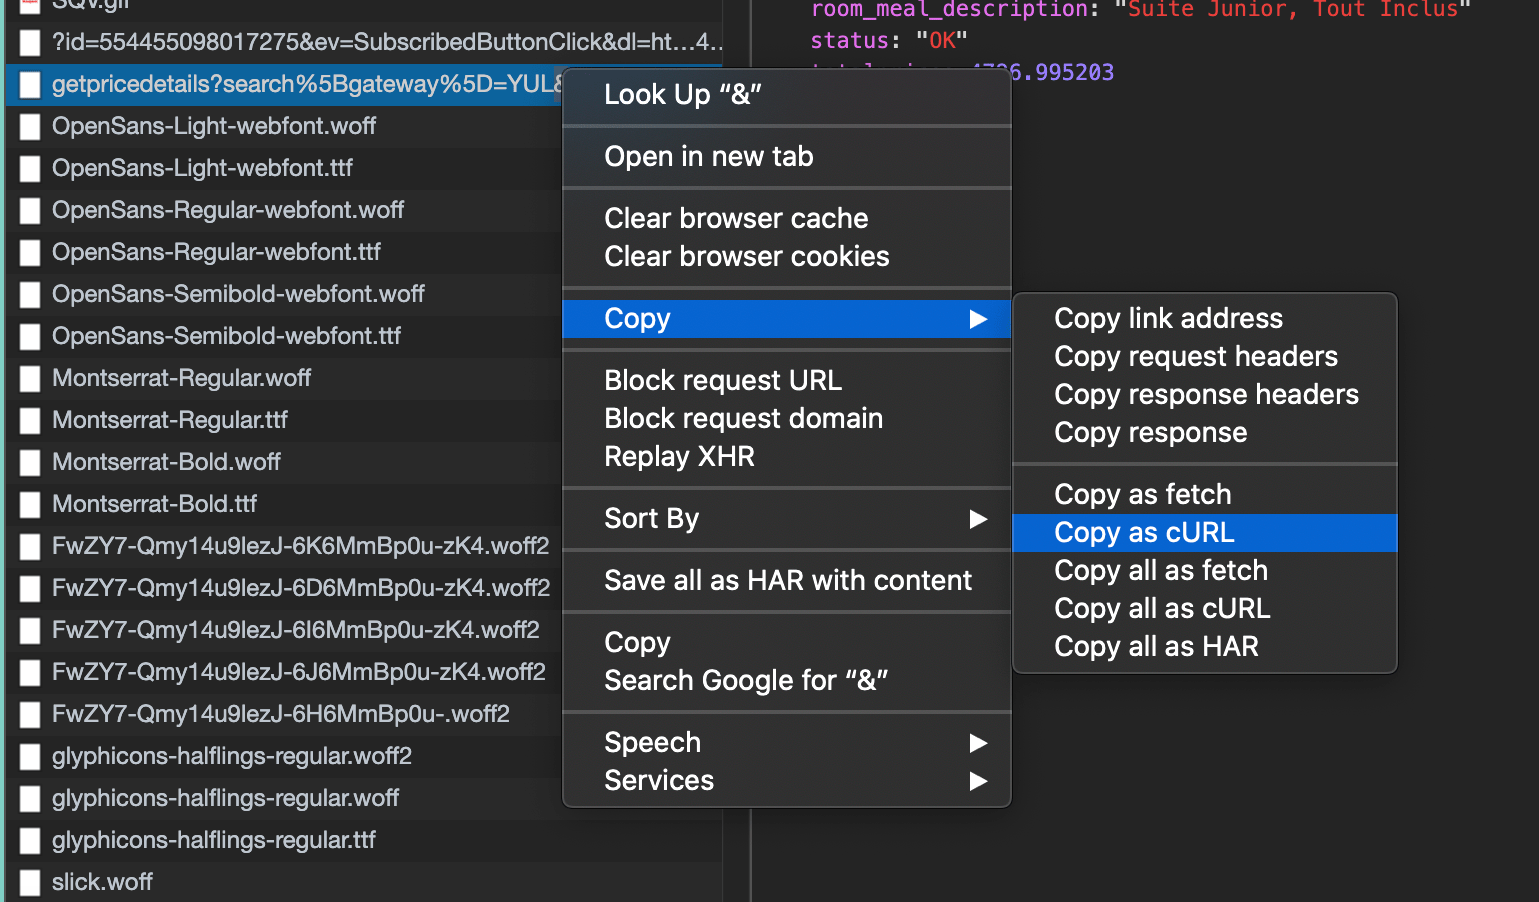 SQv.gif
?id=554455098017275&ev=SubscribedButtonClick&dl=ht…4…
getpricedetails?search%5Bgateway%5D=YUL&
OpenSans-Light-webfont.woff
OpenSans-Light-webfont.ttf
OpenSans-Regular-webfont.woff
OpenSans-Regular-webfont.ttf
OpenSans-Semibold-webfont.woff
OpenSans-Semibold-webfont.ttf
Montserrat-Regular.woff
Montserrat-Regular.ttf
Montserrat-Bold.woff
Montserrat-Bold.ttf
FwZY7-Qmy14u9lezJ-6K6MmBp0u-zK4.woff2
FwZY7-Qmy14u9lezJ-6D6MmBp0u-zK4.woff2
FwZY7-Qmy14u9lezJ-6I6MmBp0u-zK4.woff2
FwZY7-Qmy14u9lezJ-6J6MmBp0u-zK4.woff2
FwZY7-Qmy14u9lezJ-6H6MmBp0u-.woff2
glyphicons-halflings-regular.woff2
glyphicons-halflings-regular.woff
glyphicons-halflings-regular.ttf
slick.woff
room_meal_description: "Suite Junior, Tout Inclus"
status: "OK"
6.995203
Look Up “&”
Open in new tab
Clear browser cache
Clear browser cookies
Copy
Block request URL
Block request domain
Replay XHR
Sort By
Save all as HAR with content
Copy
Search Google for “&”
Speech
Services
Copy link address
Copy request headers
Copy response headers
Copy response
Copy as fetch
Copy as cURL
Copy all as fetch
Copy all as cURL
Copy all as HAR